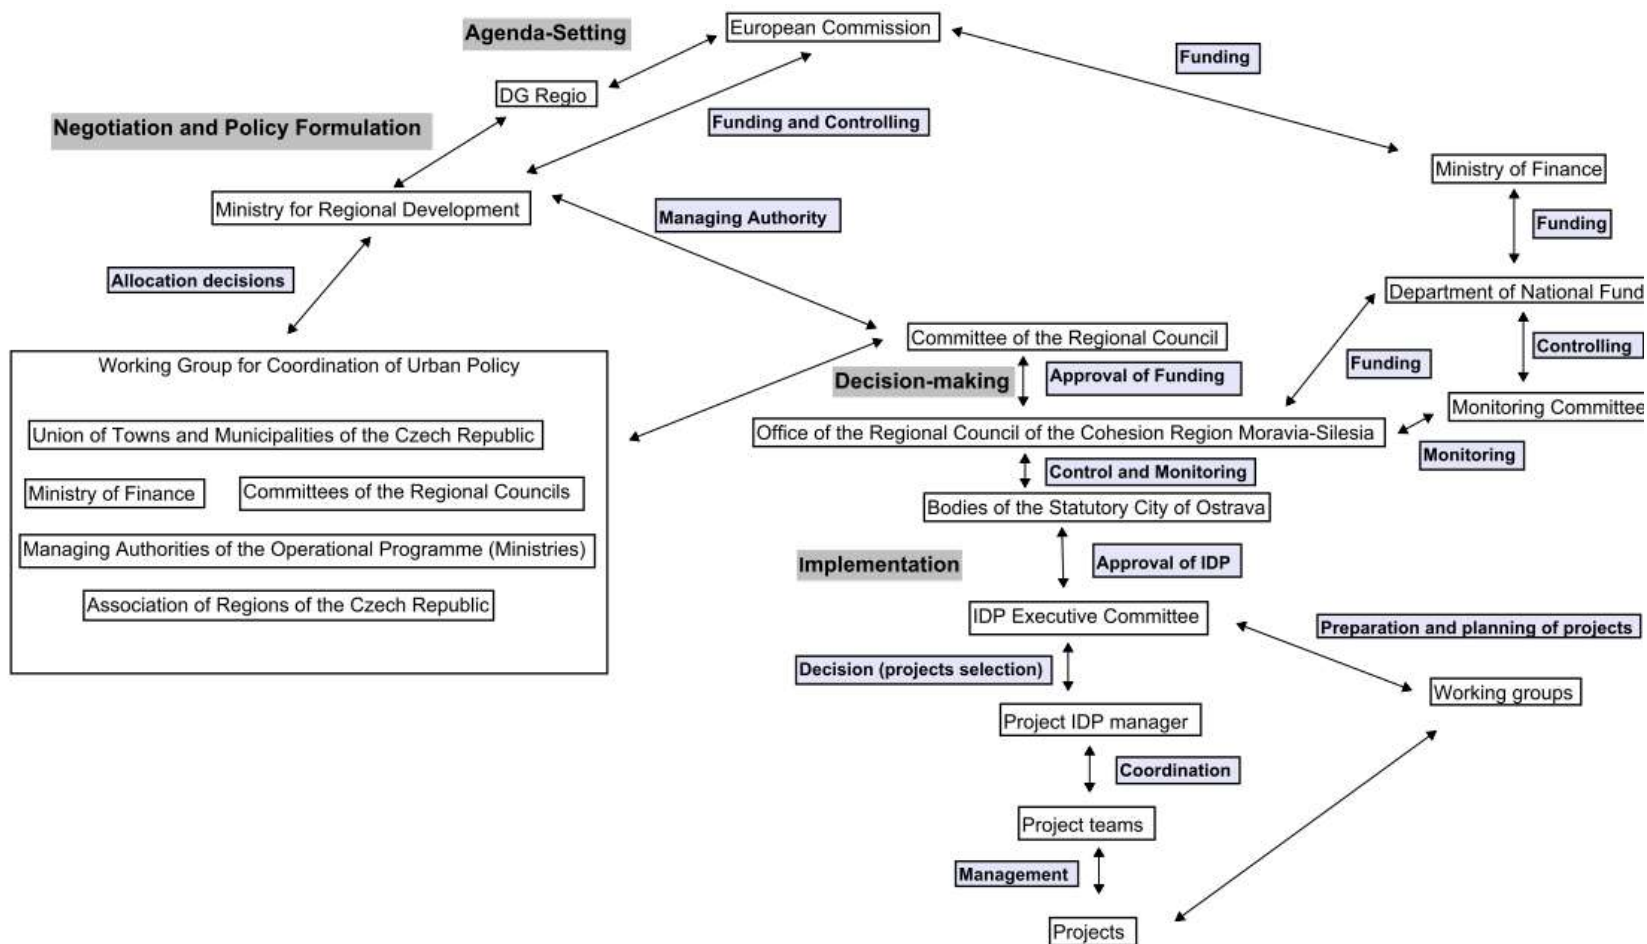 European Commission
Agenda-Setting
Funding
DG Regio
Negotiation and Policy Formulation
Funding and Controlling
Ministry of Finance
Ministry for Regional Development
Managing Authority
Funding
Allocation decisions
Department of National Fund
Committee of the Regional Council
Working Group for Coordination of Urban Policy
Controlling
Funding
Decision-making
Approval of Funding
Monitoring Committee
Union of Towns and Municipalities of the Czech Republic
Office of the Regional Council of the Cohesion Region Moravia-Silesia
Monitoring
Control and Monitoring
Ministry of Finance
Committees of the Regional Councils
Bodies of the Statutory City of Ostrava
Managing Authorities of the Operational Programme (Ministries)
Implementation
Approval of IDP
Association of Regions of the Czech Republic
IDP Executive Committee
Preparation and planning of projects
Decision (projects selection)
Working groups
Project IDP manager
Coordination
Project teams
Management
Projects